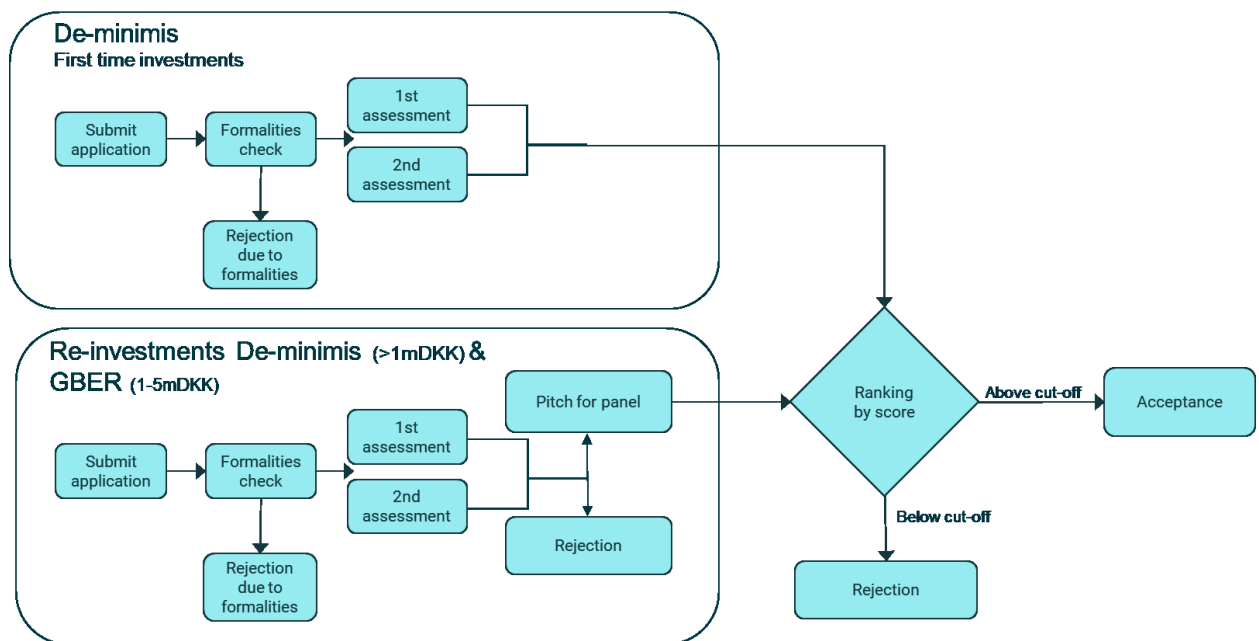 De-minimis
First time investments
Submit
application
Formalities
check
1st
assessment
2nd
assessment
Rejection
due to
formalities
Re-investments De-minimis (>1mDKK) &
GBER (1-5mDKK)
Submit
application
Formalities
check
1st
assessment
2nd
assessment
Rejection
due to
formalities
Pitch for panel
Rejection
Ranking
by score
Above cut-off
Acceptance
Below cut-off
Rejection